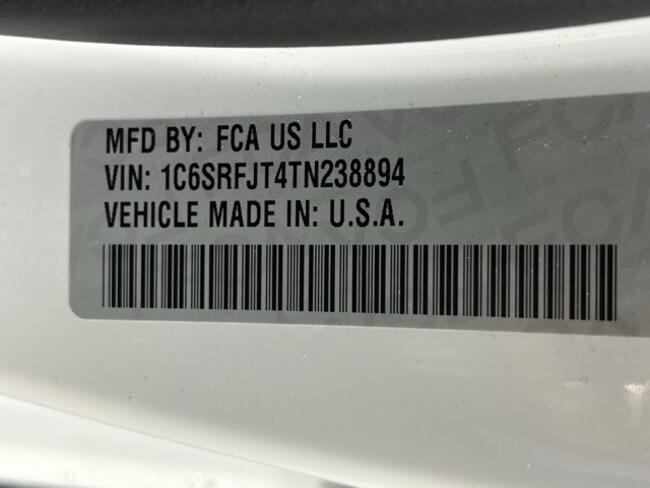 MFD BY: FCA US LLC
VIN: 1C6SRFJT4TN238894
VEHICLE MADE IN: U.S.A.